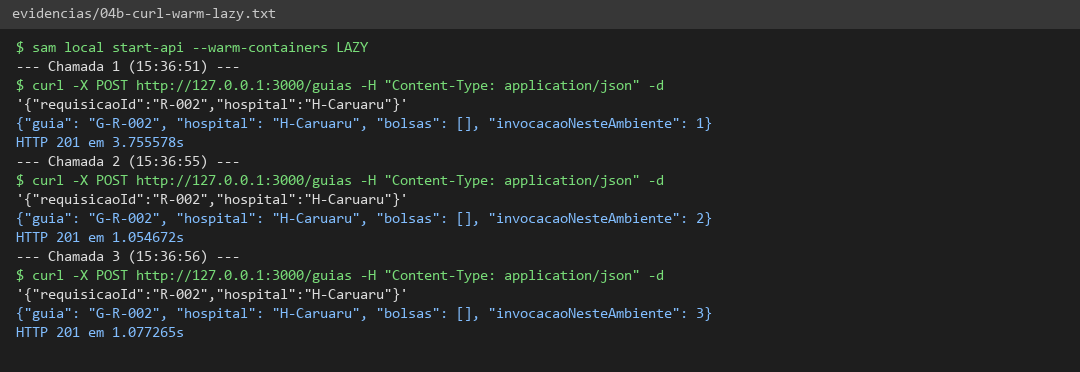 evidencias/04b-curl-warm-lazy.txt
$ sam local start-api --warm-containers LAZY
--- Chamada 1 (15:36:51) ---
$ curl -X POST http://127.0.0.1:3000/guias -H "Content-Type: application/json" -d
'{"requisicaoId":"R-002","hospital":"H-Caruaru"}'
{"guia": "G-R-002", "hospital": "H-Caruaru", "bolsas": [], "invocacaoNesteAmbiente": 1}
HTTP 201 em 3.755578s
--- Chamada 2 (15:36:55) ---
$ curl -X POST http://127.0.0.1:3000/guias -H "Content-Type: application/json" -d
'{"requisicaoId":"R-002","hospital":"H-Caruaru"}'
{"guia": "G-R-002", "hospital": "H-Caruaru", "bolsas": [], "invocacaoNesteAmbiente": 2}
HTTP 201 em 1.054672s
--- Chamada 3 (15:36:56) ---
$ curl -X POST http://127.0.0.1:3000/guias -H "Content-Type: application/json" -d
'{"requisicaoId":"R-002","hospital":"H-Caruaru"}'
{"guia": "G-R-002", "hospital": "H-Caruaru", "bolsas": [], "invocacaoNesteAmbiente": 3}
HTTP 201 em 1.077265s